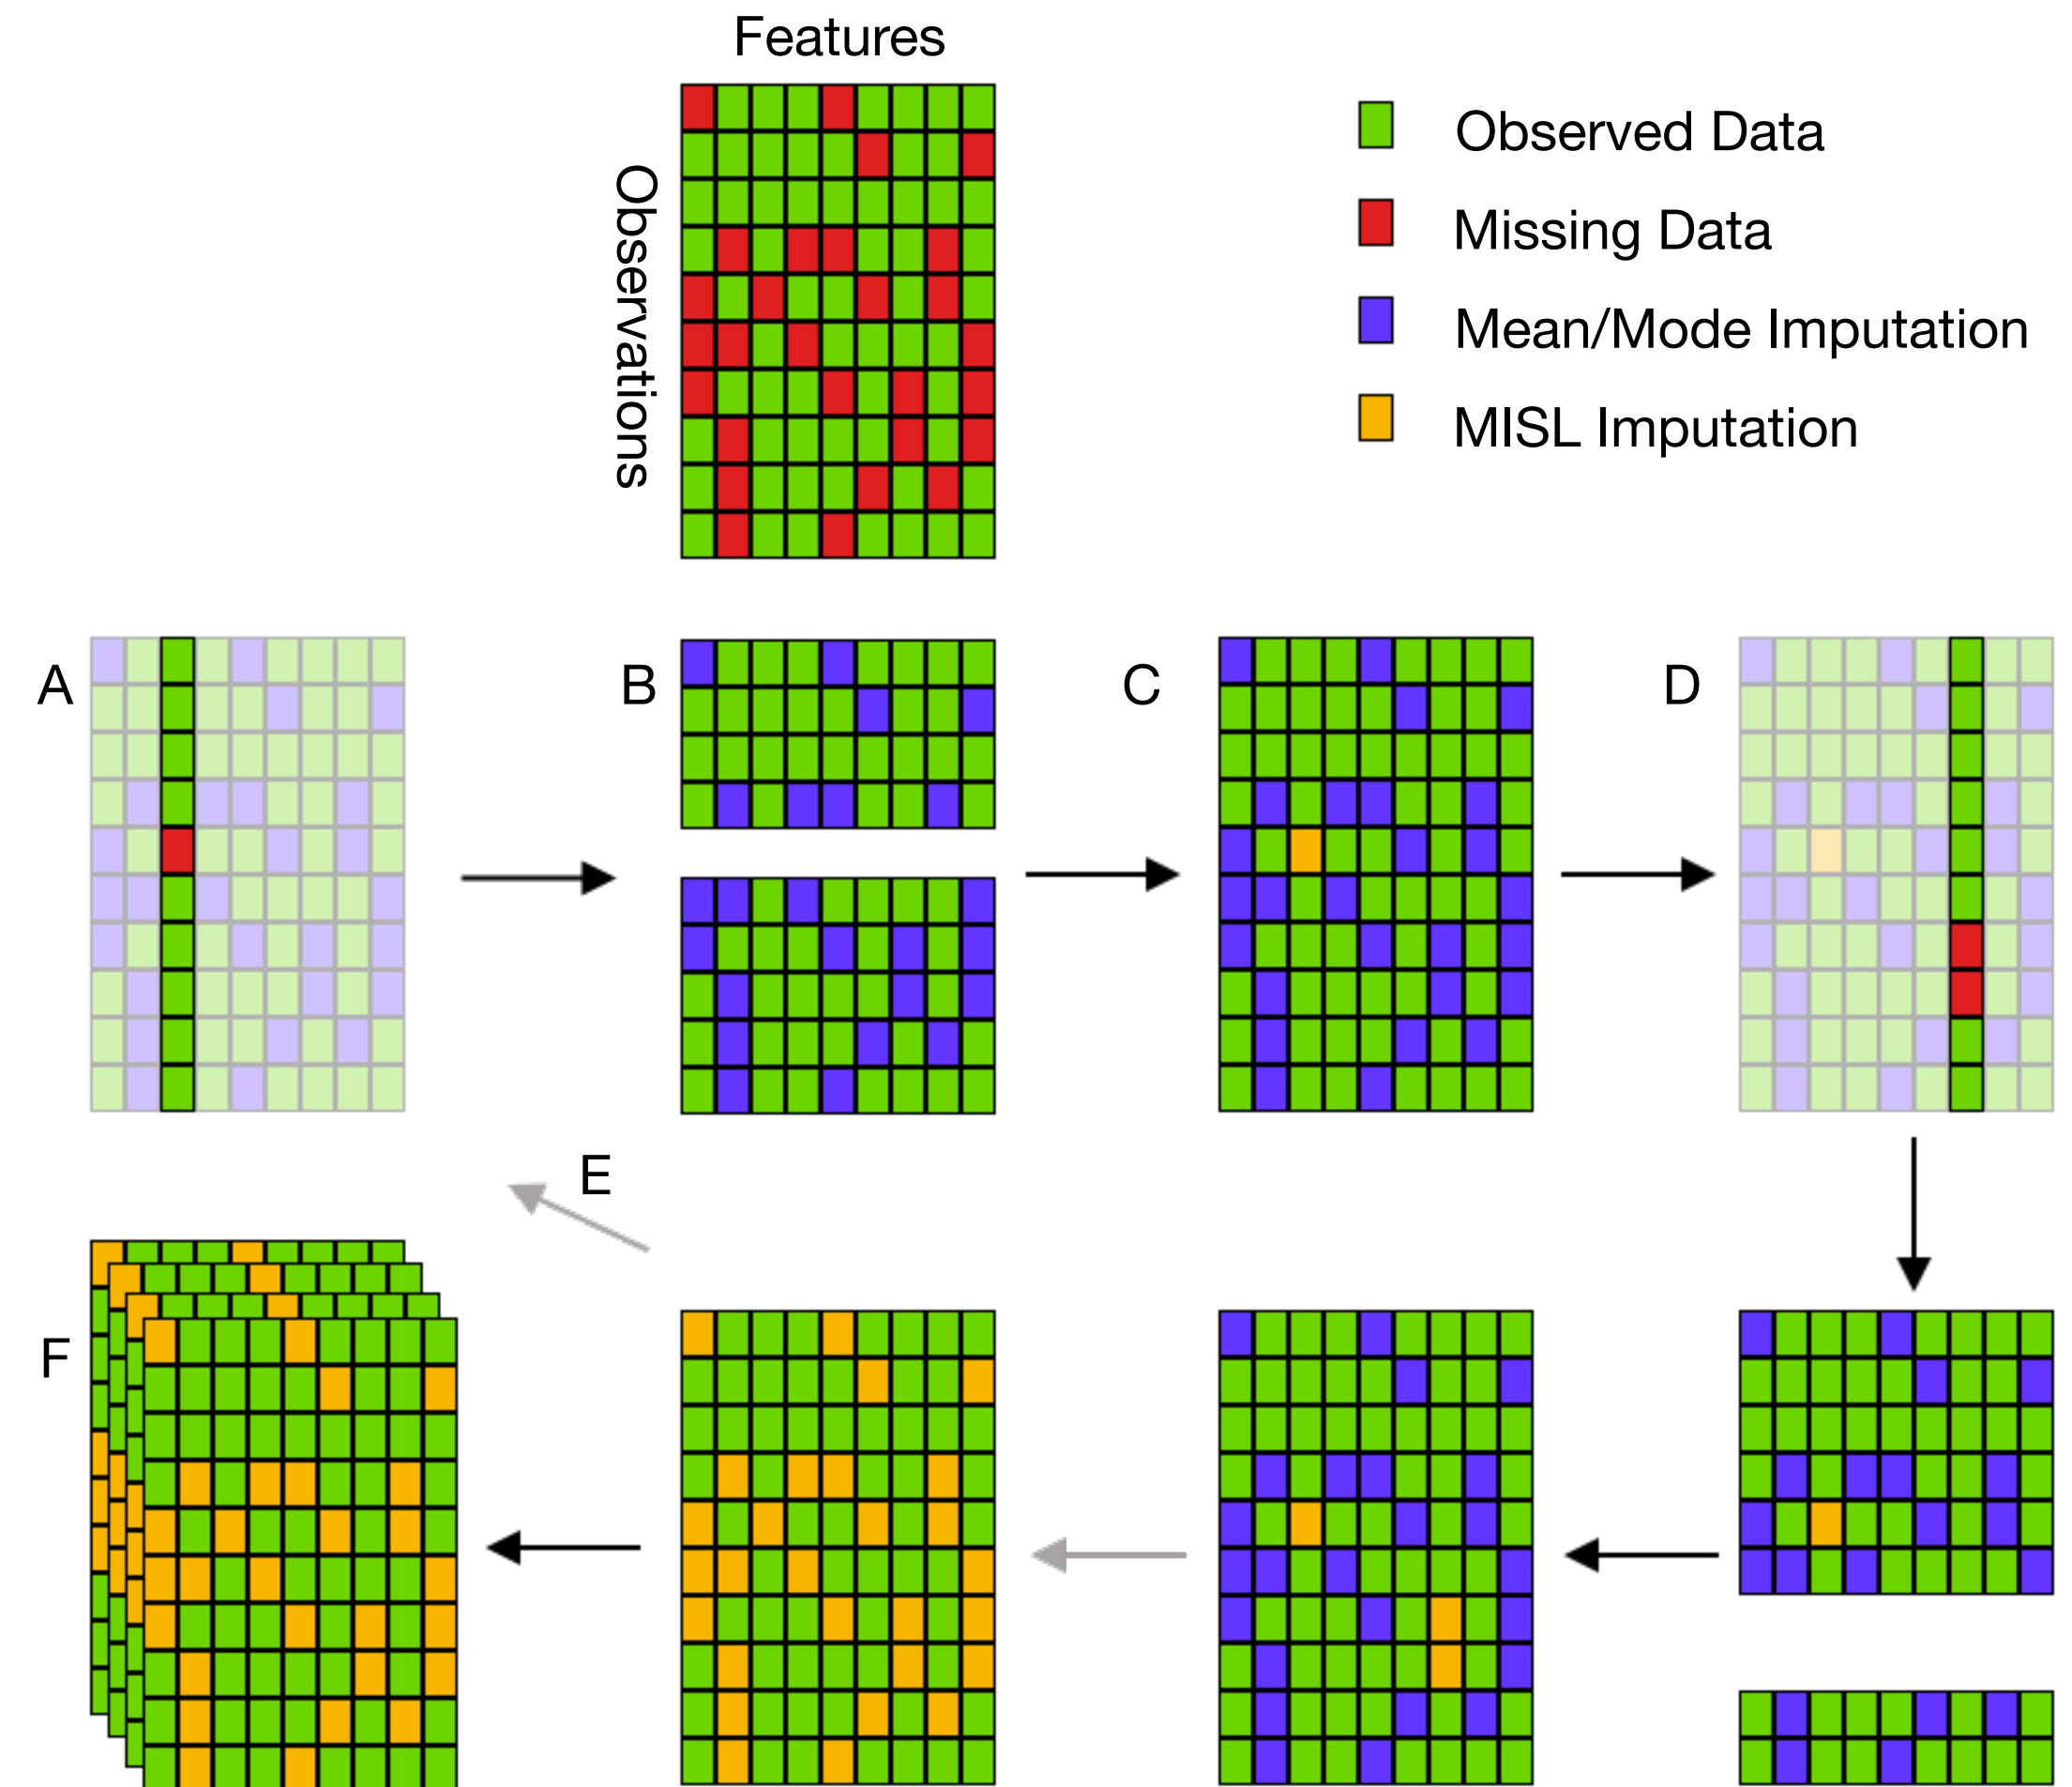 Features
Observations
Observed Data
Missing Data
Mean/Mode Imputation
MISL Imputation
A
B
C
D
E
F